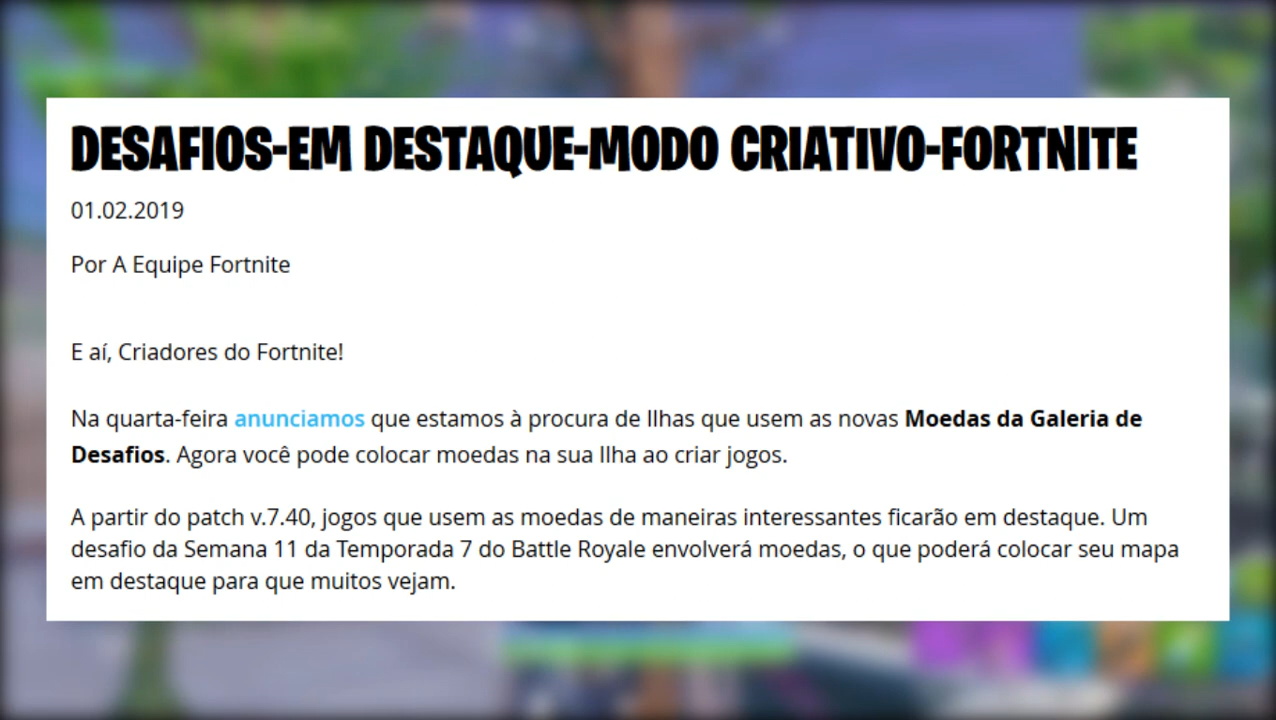 DESAFIOS-EM DESTAQUE-MODO CRIATIVO-FORTNITE
01.02.2019
Por A Equipe Fortnite
E aí, Criadores do Fortnite!
Na quarta-feira anunciamos que estamos à procura de Ilhas que usem as novas Moedas da Galeria de
Desafios. Agora você pode colocar moedas na sua Ilha ao criar jogos.
A partir do patch v.7.40, jogos que usem as moedas de maneiras interessantes ficarão em destaque. Um
desafio da Semana 11 da Temporada 7 do Battle Royale envolverá moedas, o que poderá colocar seu mapa
em destaque para que muitos vejam.